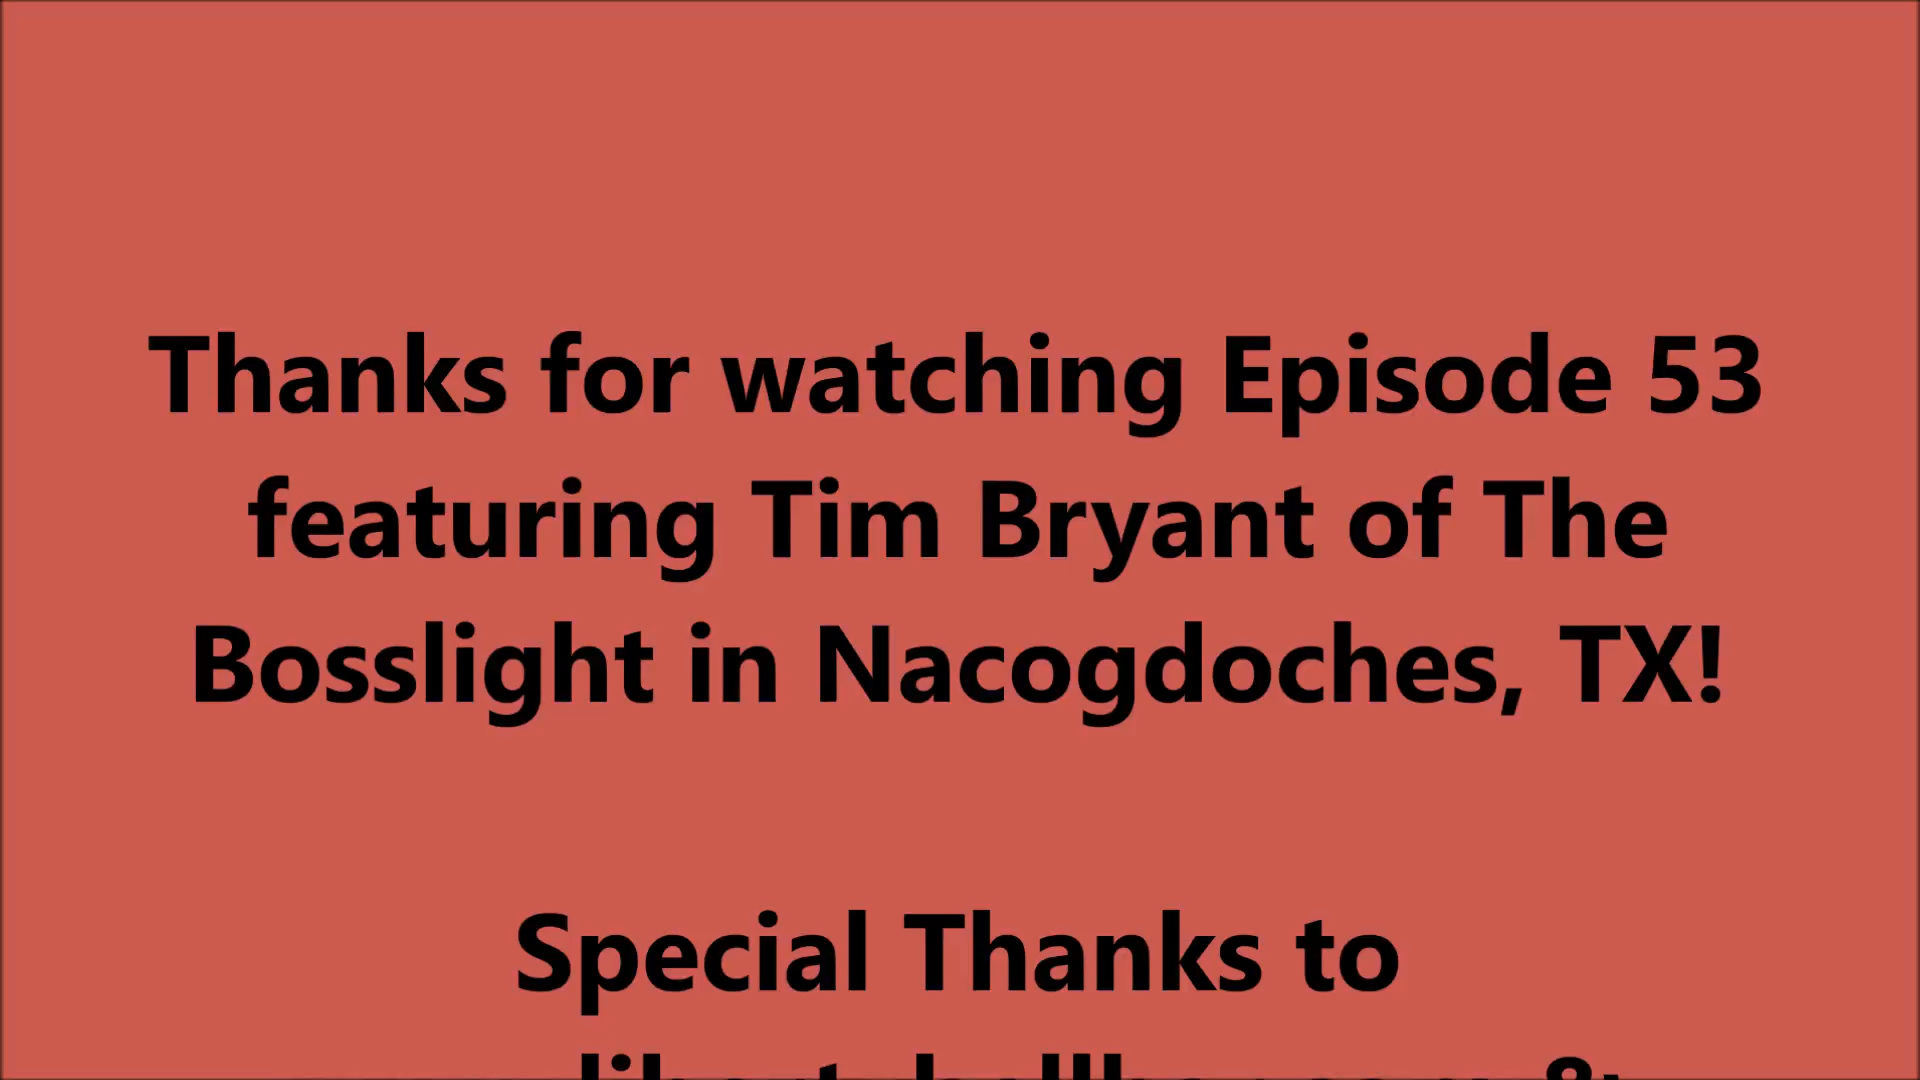 Thanks for watching Episode 53
featuring Tim Bryant of The
Bosslight in Nacogdoches, TX!
Special Thanks to